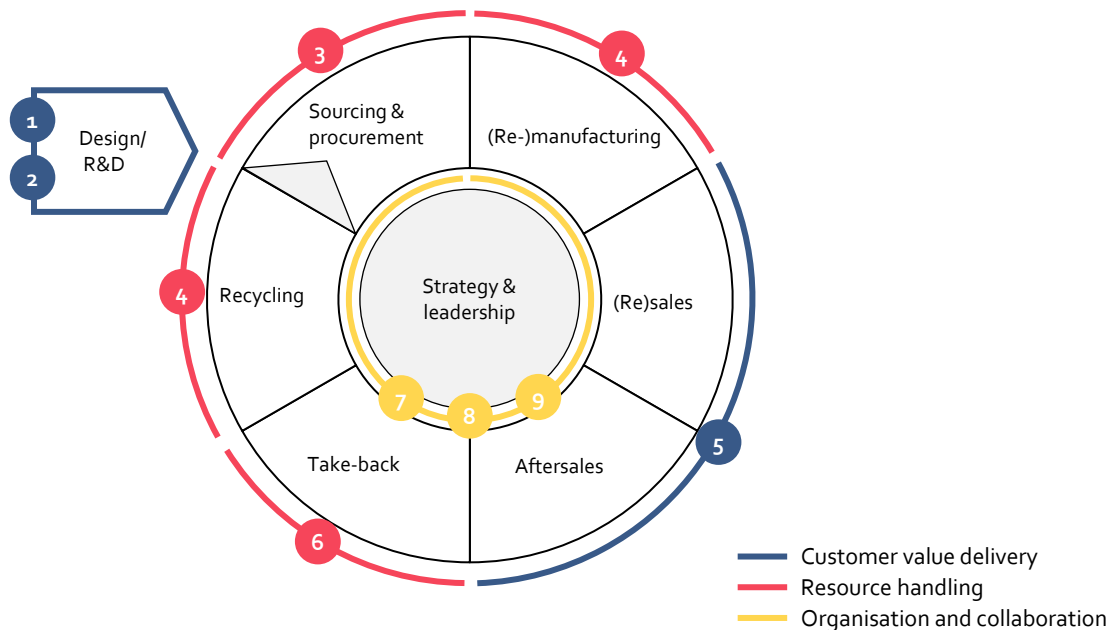 3
4
Sourcing &
procurement
(Re-)manufacturing
1
2
Design/
R&D
4
Recycling
Strategy &
leadership
(Re)sales
7
8
9
5
Take-back
Aftersales
6
Customer value delivery
Resource handling
Organisation and collaboration